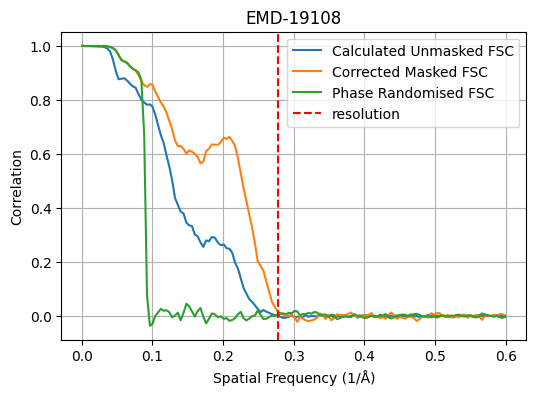 EMD-19108
Correlation
1.0
0.8
0.6
0.4
0.2
0.0
Calculated Unmasked FSC
Corrected Masked FSC
Phase Randomised FSC
resolution
0.0 0.1 0.2 0.3 0.4 0.5 0.6
Spatial Frequency (1/Å)